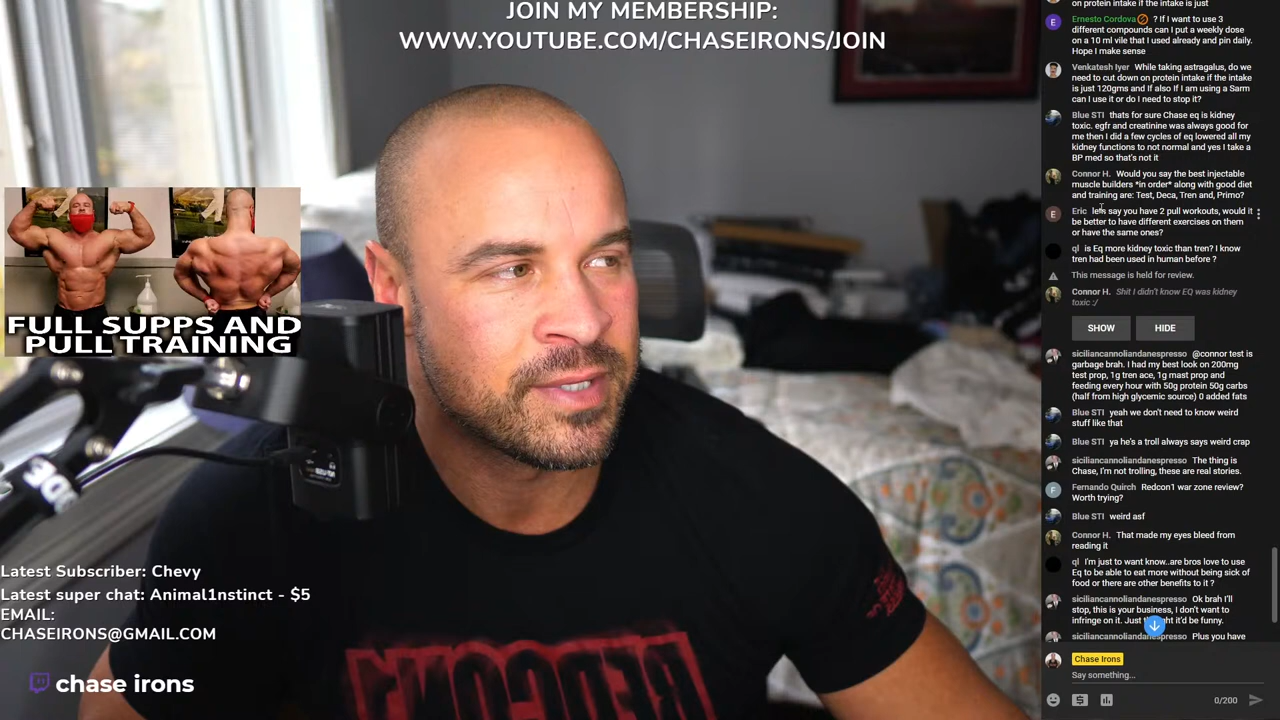 JOIN MY MEMBERSHIP:
WWW.YOUTUBE.COM/CHASEIRONS/JOIN
FULL SUPPS AND
PULL TRAINING
Latest Subscriber: Chevy
Latest super chat: Animal1nstinct - $5
EMAIL:
CHASEIRONS@GMAIL.COM
chase irons
REDCON1
on protein intake if the intake is just
Ernesto Cordova ? If I want to use 3
different compounds can I put a weekly dose
on a 10 ml vile that I used already and pin daily.
Hope I make sense
Venkatesh Iyer While taking astragalus, do we
need to cut down on protein intake if the intake
is just 120gms and If also If I am using a Sarm
can I use it or do I need to stop it?
Blue STI thats for sure Chase eq is kidney
toxic. egfr and creatinine was always good for
me then I did a few cycles of eq lowered all my
kidney functions to not normal and yes I take a
BP med so that's not it
Connor H. Would you say the best injectable
muscle builders *in order* along with good diet
and training are: Test, Deca, Tren and, Primo?
E
Eric lets say you have 2 pull workouts, would it
be better to have different exercises on them
or have the same ones?
ql is Eq more kidney toxic than tren? I know
tren had been used in human before ?
This message is held for review.
Connor H. Shit I didn't know EQ was kidney
toxic :/
SHOW HIDE
siciliancannoliandanespresso @connor test is
garbage brah. I had my best look on 200mg
test prop, 1g tren ace, 1g mast prop and
feeding every hour with 50g protein 50g carbs
(half from high glycemic source) 0 added fats
Blue STI yeah we don't need to know weird
stuff like that
Blue STI ya he's a troll always says weird crap
siciliancannoliandanespresso The thing is
Chase, I'm not trolling, these are real stories.
F
Fernando Quirch Redcon1 war zone review?
Worth trying?
Blue STI weird asf
Connor H. That made my eyes bleed from
reading it
ql I'm just to want know..are bros love to use
Eq to be able to eat more without being sick of
food or there are other benefits to it ?
siciliancannoliandanespresso Ok brah I'll
stop, this is your business, I don't want to
infringe on it. Just it'd be funny.
siciliancannoliandanespresso Plus you have
Chase Irons
Say something...
0/200